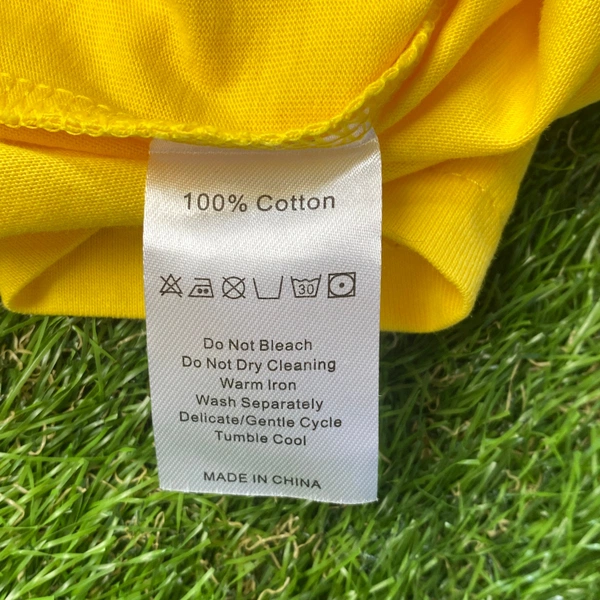 100% Cotton
30
Do Not Bleach
Do Not Dry Cleaning
Warm Iron
Wash Separately
Delicate/Gentle Cycle
Tumble Cool
MADE IN CHINA